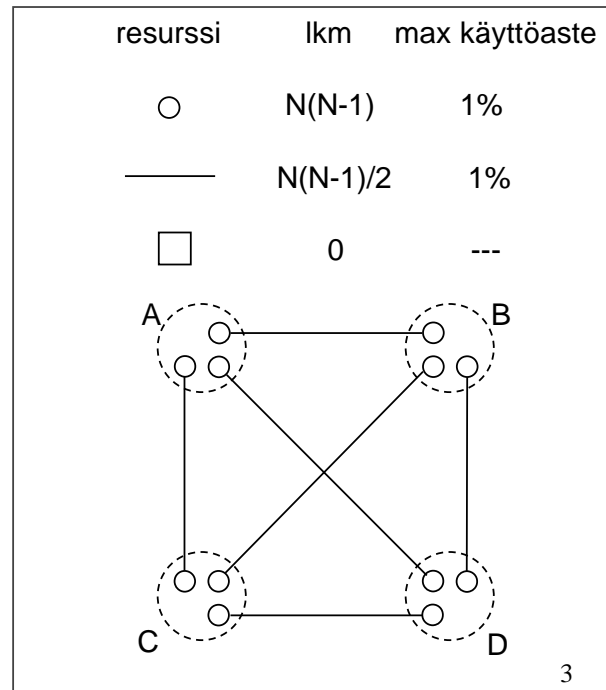 resurssi lkm max käyttöaste
N(N-1) 1%
N(N-1)/2 1%
0 ---
A B
C D
3